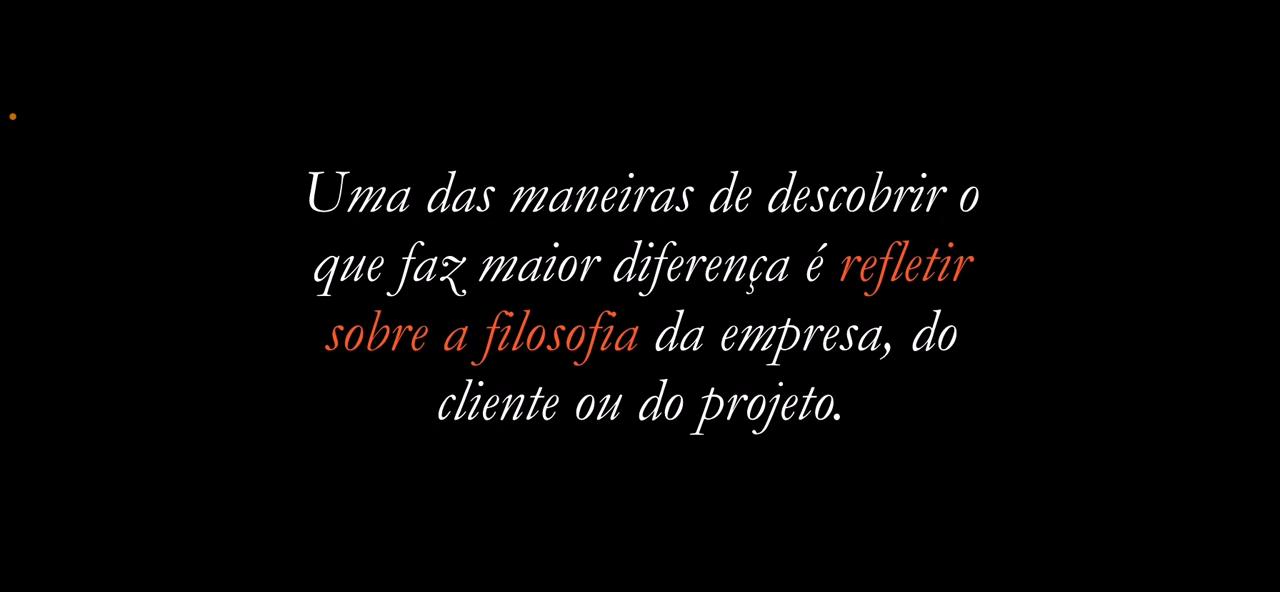 Uma das maneiras de descobrir o
que faz maior diferença é refletir
sobre a filosofia da empresa, do
cliente ou do projeto.